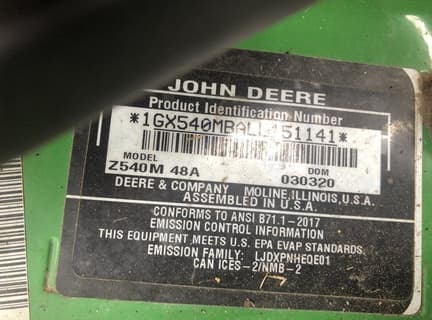 JOHN DEERE
Product Identification Number
MODEL
DOM
Z540M 48A
030320
DEERE & COMPANY MOLINE, ILLINOIS, U.S.A.
ASSEMBLED IN U.S.A.
CONFORMS TO ANSI B71.1-2017
EMISSION CONTROL INFORMATION
THIS EQUIPMENT MEETS U.S. EPA EVAP STANDARDS.
EMISSION FAMILY: LJDXPNHEQE01
CAN ICES-2/NMB-2